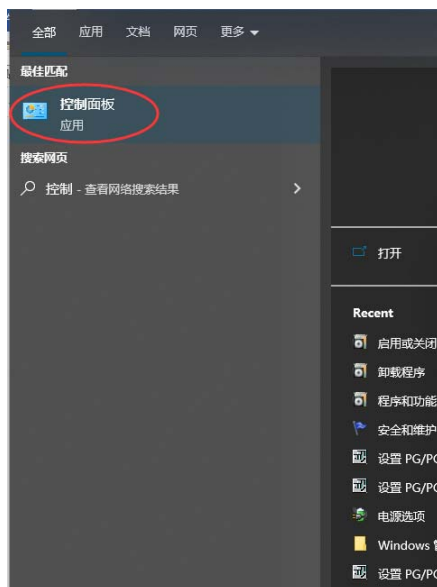 全部 应用 文档 网页 更多
最佳匹配
控制面板
应用
搜索网页
控制 - 查看网络搜索结果
打开
Recent
启用或关闭
卸载程序
程序和功能
安全和维护
设置 PG/PC
设置 PG/PC
电源选项
Windows
设置 PG/PC